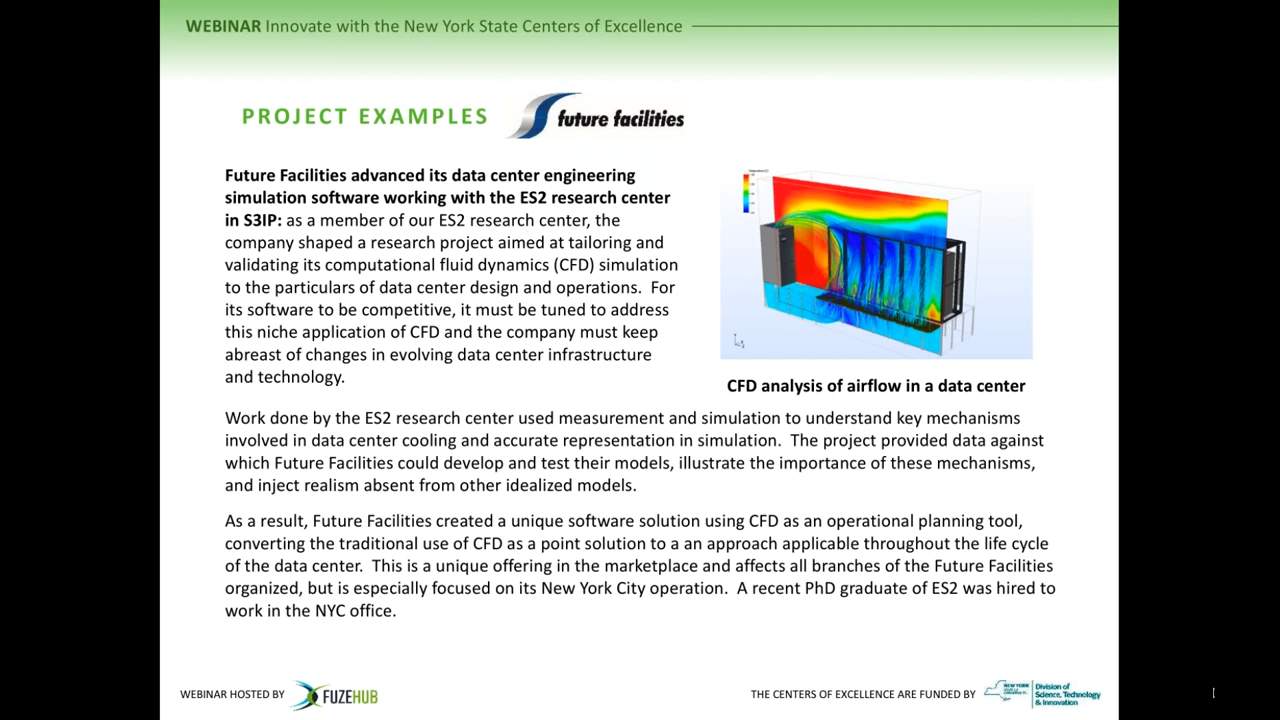 WEBINAR Innovate with the New York State Centers of Excellence
PROJECT EXAMPLES
future facilities
Future Facilities advanced its data center engineering
simulation software working with the ES2 research center
in S3IP: as a member of our ES2 research center, the
company shaped a research project aimed at tailoring and
validating its computational fluid dynamics (CFD) simulation
to the particulars of data center design and operations.  For
its software to be competitive, it must be tuned to address
this niche application of CFD and the company must keep
abreast of changes in evolving data center infrastructure
and technology.
CFD analysis of airflow in a data center
Work done by the ES2 research center used measurement and simulation to understand key mechanisms
involved in data center cooling and accurate representation in simulation.  The project provided data against
which Future Facilities could develop and test their models, illustrate the importance of these mechanisms,
and inject realism absent from other idealized models.
As a result, Future Facilities created a unique software solution using CFD as an operational planning tool,
converting the traditional use of CFD as a point solution to a an approach applicable throughout the life cycle
of the data center.  This is a unique offering in the marketplace and affects all branches of the Future Facilities
organized, but is especially focused on its New York City operation.  A recent PhD graduate of ES2 was hired to
work in the NYC office.
WEBINAR HOSTED BY
FUZEHUB
THE CENTERS OF EXCELLENCE ARE FUNDED BY
NEW YORK
Division of
Science, Technology
& Innovation